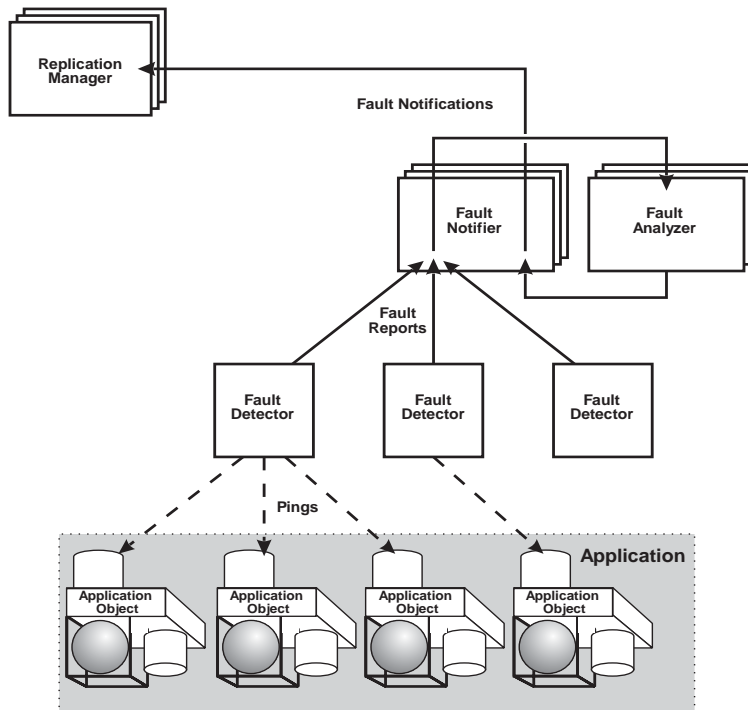 Replication
Manager
Fault Notifications
Fault
Notifier
Fault
Analyzer
Fault
Reports
Fault
Detector
Fault
Detector
Fault
Detector
Pings
Application
Application
Object
Application
Object
Application
Object
Application
Object